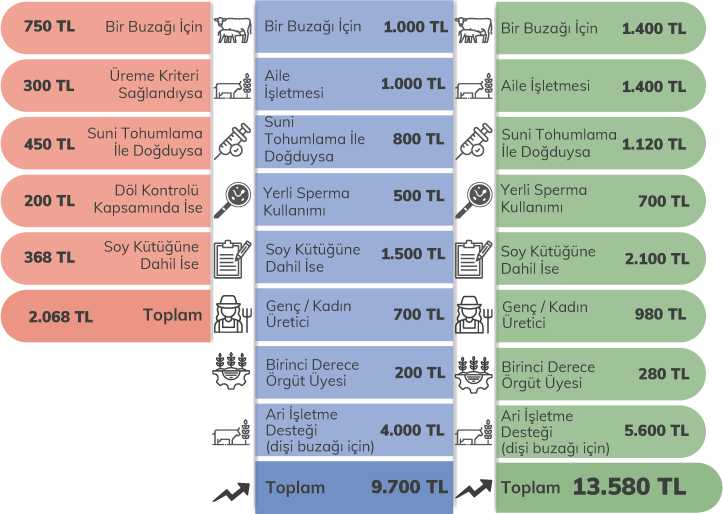 750 TL Bir Buzağı İçin
300 TL Üreme Kriteri
Sağlandıysa
450 TL Suni Tohumlama
İle Doğduysa
200 TL Döl Kontrolü
Kapsamında İse
368 TL Soy Kütüğüne
Dahil İse
2.068 TL Toplam
Bir Buzağı İçin 1.000 TL
Aile
İşletmesi 1.000 TL
Suni
Tohumlama İle
Doğduysa 800 TL
Yerli Sperma
Kullanımı 500 TL
Soy Kütüğüne
Dahil İse 1.500 TL
Genç / Kadın
Üretici 700 TL
Birinci Derece
Örgüt Üyesi 200 TL
Ari İşletme
Desteği
(dişi buzağı için) 4.000 TL
Toplam 9.700 TL
Bir Buzağı İçin 1.400 TL
Aile İşletmesi 1.400 TL
Suni Tohumlama
İle Doğduysa 1.120 TL
Yerli Sperma
Kullanımı 700 TL
Soy Kütüğüne
Dahil İse 2.100 TL
Genç / Kadın
Üretici 980 TL
Birinci Derece
Örgüt Üyesi 280 TL
Ari İşletme
Desteği
(dişi buzağı için) 5.600 TL
Toplam 13.580 TL